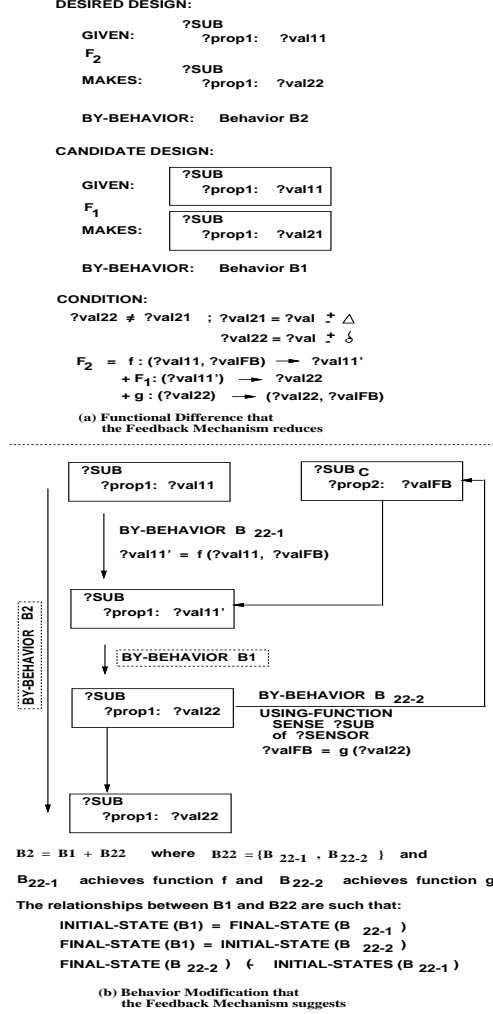 DESIRED DESIGN:
?SUB
GIVEN: ?prop1: ?val11
F2
?SUB
MAKES: ?prop1: ?val22
BY-BEHAVIOR: Behavior B2
CANDIDATE DESIGN:
?SUB
GIVEN: ?prop1: ?val11
F1
?SUB
MAKES: ?prop1: ?val21
BY-BEHAVIOR: Behavior B1
CONDITION:
?val22 ≠ ?val21 ; ?val21 = ?val ± △
?val22 = ?val ± δ
F2 = f : (?val11, ?valFB) → ?val11'
+ F1: (?val11') → ?val22
+ g : (?val22) → (?val22, ?valFB)
(a) Functional Difference that
the Feedback Mechanism reduces
?SUB
?prop1: ?val11
?SUB C
?prop2: ?valFB
BY-BEHAVIOR B 22-1
?val11' = f (?val11, ?valFB)
?SUB
?prop1: ?val11'
BY-BEHAVIOR B2
BY-BEHAVIOR B1
?SUB
?prop1: ?val22
BY-BEHAVIOR B 22-2
USING-FUNCTION
SENSE ?SUB
of ?SENSOR
?valFB = g (?val22)
?SUB
?prop1: ?val22
B2 = B1 + B22 where B22 = {B 22-1 , B 22-2 } and
B22-1 achieves function f and B22-2 achieves function g
The relationships between B1 and B22 are such that:
INITIAL-STATE (B1) = FINAL-STATE (B 22-1 )
FINAL-STATE (B1) = INITIAL-STATE (B 22-2 )
FINAL-STATE (B 22-2 ) ⟵ INITIAL-STATES (B 22-1 )
(b) Behavior Modification that
the Feedback Mechanism suggests